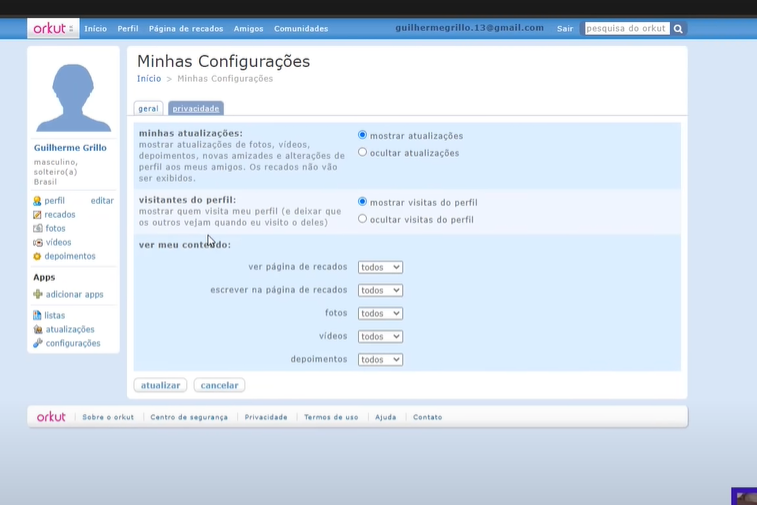 orkut
Início Perfil Página de recados Amigos Comunidades guilhermegrillo.13@gmail.com Sair pesquisa do orkut
Minhas Configurações
Início > Minhas Configurações
geral privacidade
Guilherme Grillo
masculino,
solteiro(a)
Brasil
perfil editar
recados
fotos
vídeos
depoimentos
Apps
adicionar apps
listas
atualizações
configurações
minhas atualizações:
mostrar atualizações de fotos, vídeos,
depoimentos, novas amizades e alterações de
perfil aos meus amigos. Os recados não vão
ser exibidos.
mostrar atualizações
ocultar atualizações
visitantes do perfil:
mostrar quem visita meu perfil (e deixar que
os outros vejam quando eu visito o deles)
mostrar visitas do perfil
ocultar visitas do perfil
ver meu conteúdo:
ver página de recados todos
escrever na página de recados todos
fotos todos
vídeos todos
depoimentos todos
atualizar cancelar
orkut Sobre o orkut Centro de segurança Privacidade Termos de uso Ajuda Contato